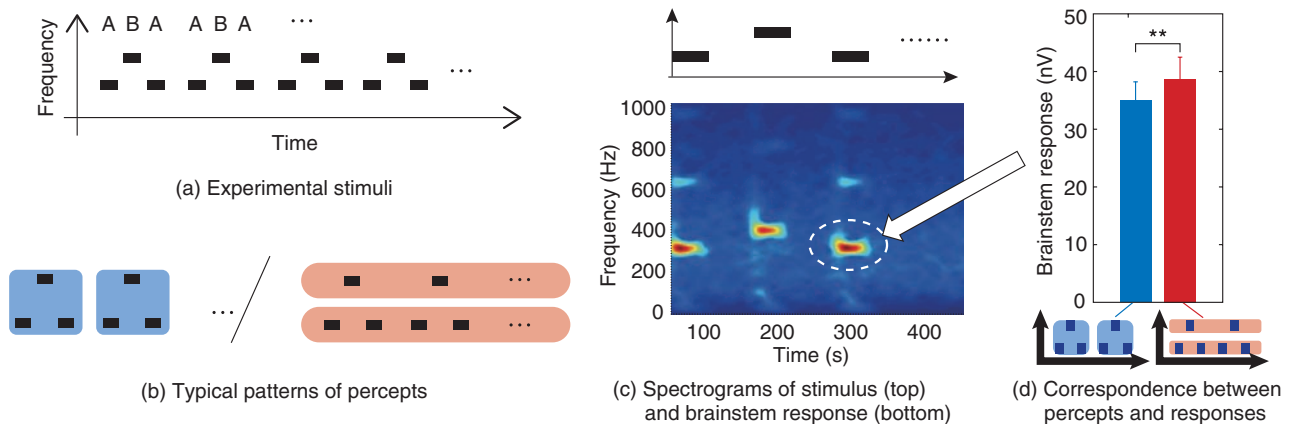 A B A A B A ...
Frequency
...
Time
(a) Experimental stimuli
...
...
...
(b) Typical patterns of percepts
......
1000
800
600
400
200
0
Frequency (Hz)
100 200 300 400
Time (s)
(c) Spectrograms of stimulus (top)
and brainstem response (bottom)
50
40
30
20
10
0
Brainstem response (nV)
**
(d) Correspondence between
percepts and responses